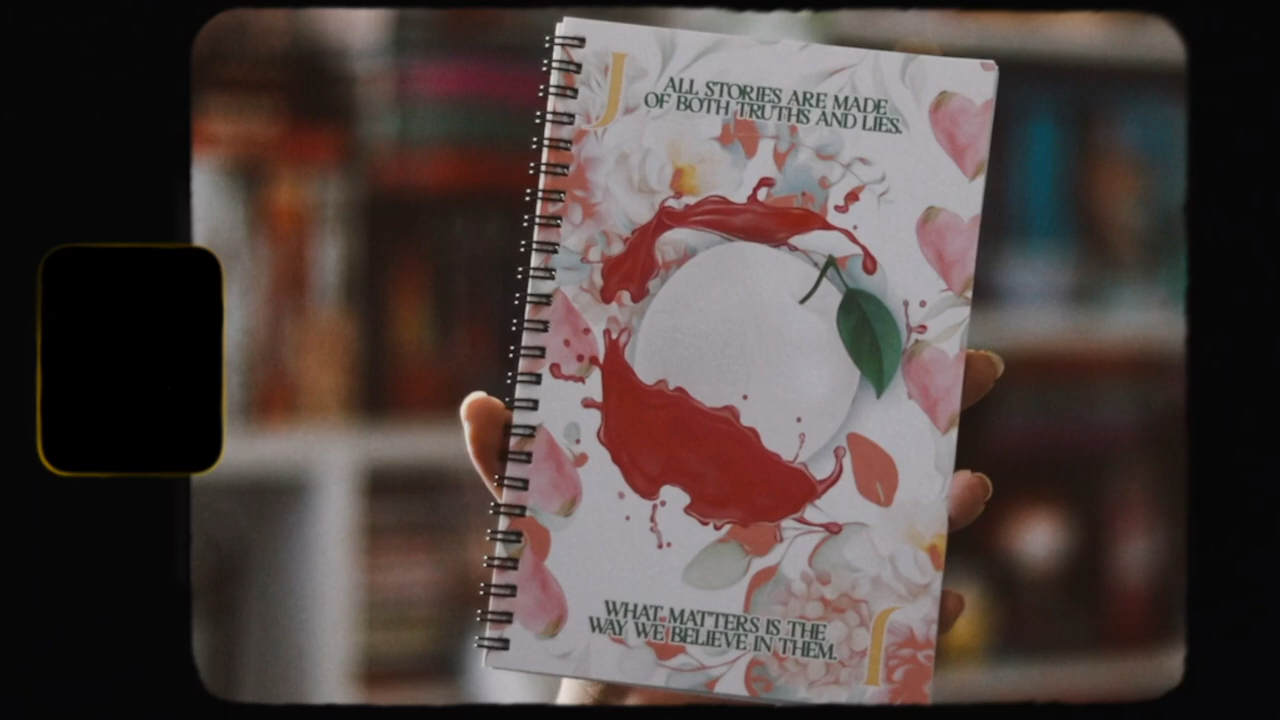 J
ALL STORIES ARE MADE
OF BOTH TRUTHS AND LIES.
WHAT MATTERS IS THE
WAY WE BELIEVE IN THEM.
J